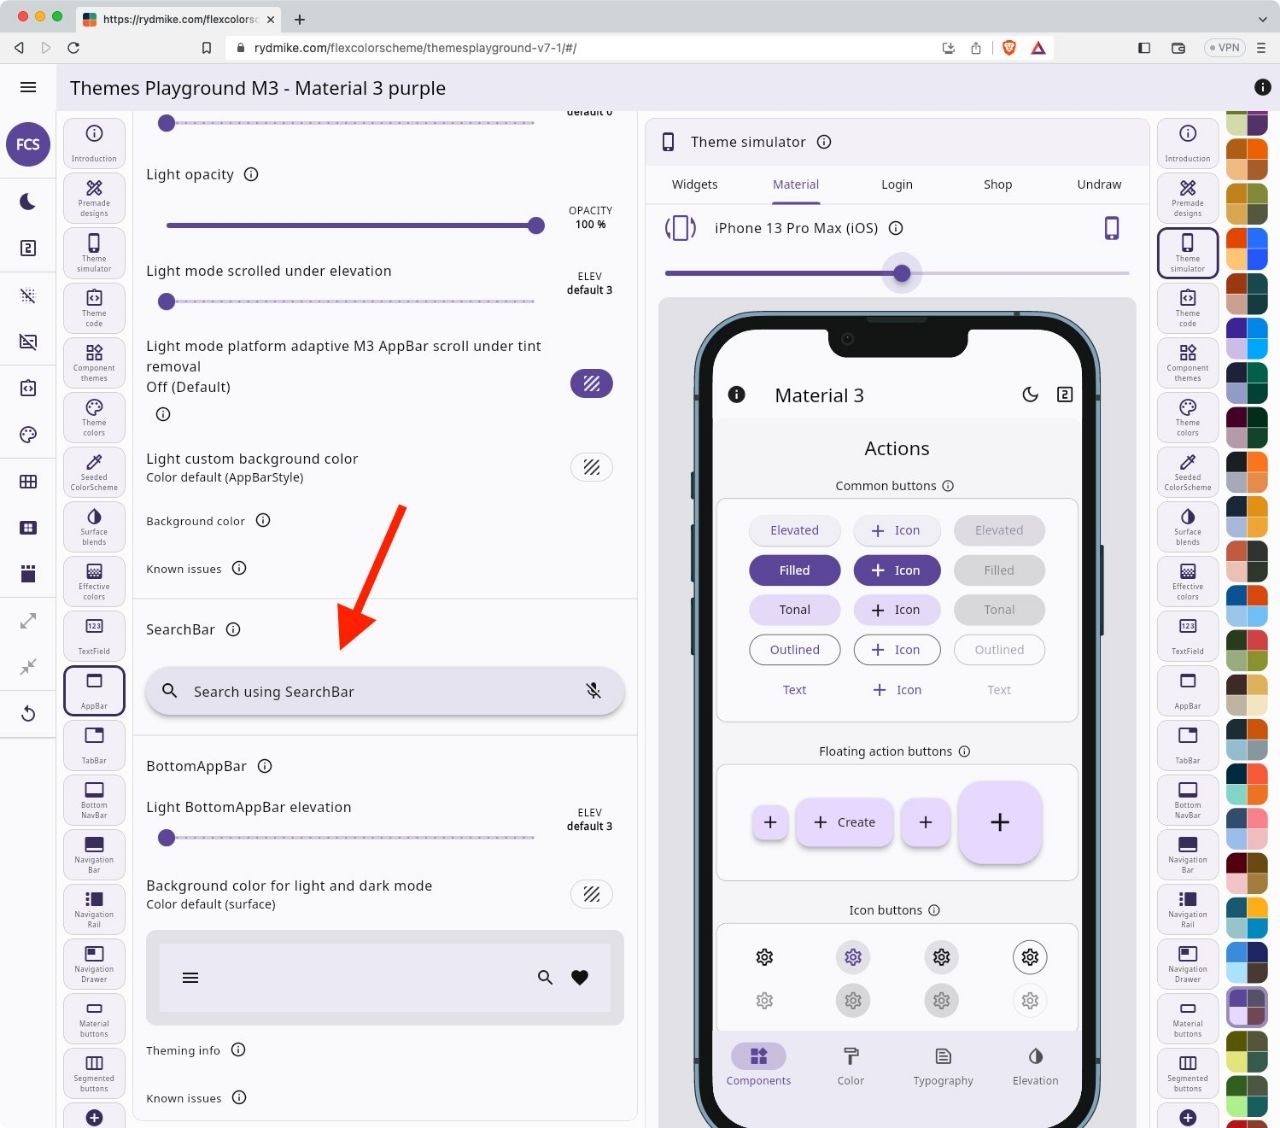 https://rydmike.com/flexcolorsc
rydmike.com/flexcolorscheme/themesplayground-v7-1/#/
VPN
Themes Playground M3 - Material 3 purple
FCS
Introduction
Premade
designs
Theme
simulator
Theme
code
Component
themes
Theme
colors
Seeded
ColorScheme
Surface
blends
Effective
colors
123
TextField
AppBar
TabBar
Bottom
NavBar
Navigation
Bar
Navigation
Rail
Navigation
Drawer
Material
buttons
Segmented
buttons
default 0
Light opacity
OPACITY
100 %
Light mode scrolled under elevation
ELEV
default 3
Light mode platform adaptive M3 AppBar scroll under tint
removal
Off (Default)
Light custom background color
Color default (AppBarStyle)
Background color
Known issues
SearchBar
Search using SearchBar
BottomAppBar
Light BottomAppBar elevation
ELEV
default 3
Background color for light and dark mode
Color default (surface)
Theming info
Known issues
Theme simulator
Widgets
Material
Login
Shop
Undraw
iPhone 13 Pro Max (iOS)
Material 3
2
Actions
Common buttons
Elevated
Icon
Elevated
Filled
Icon
Filled
Tonal
Icon
Tonal
Outlined
Icon
Outlined
Text
Icon
Text
Floating action buttons
Create
Icon buttons
Components
Color
Typography
Elevation
Introduction
Premade
designs
Theme
simulator
Theme
code
Component
themes
Theme
colors
Seeded
ColorScheme
Surface
blends
Effective
colors
123
TextField
AppBar
TabBar
Bottom
NavBar
Navigation
Bar
Navigation
Rail
Navigation
Drawer
Material
buttons
Segmented
buttons